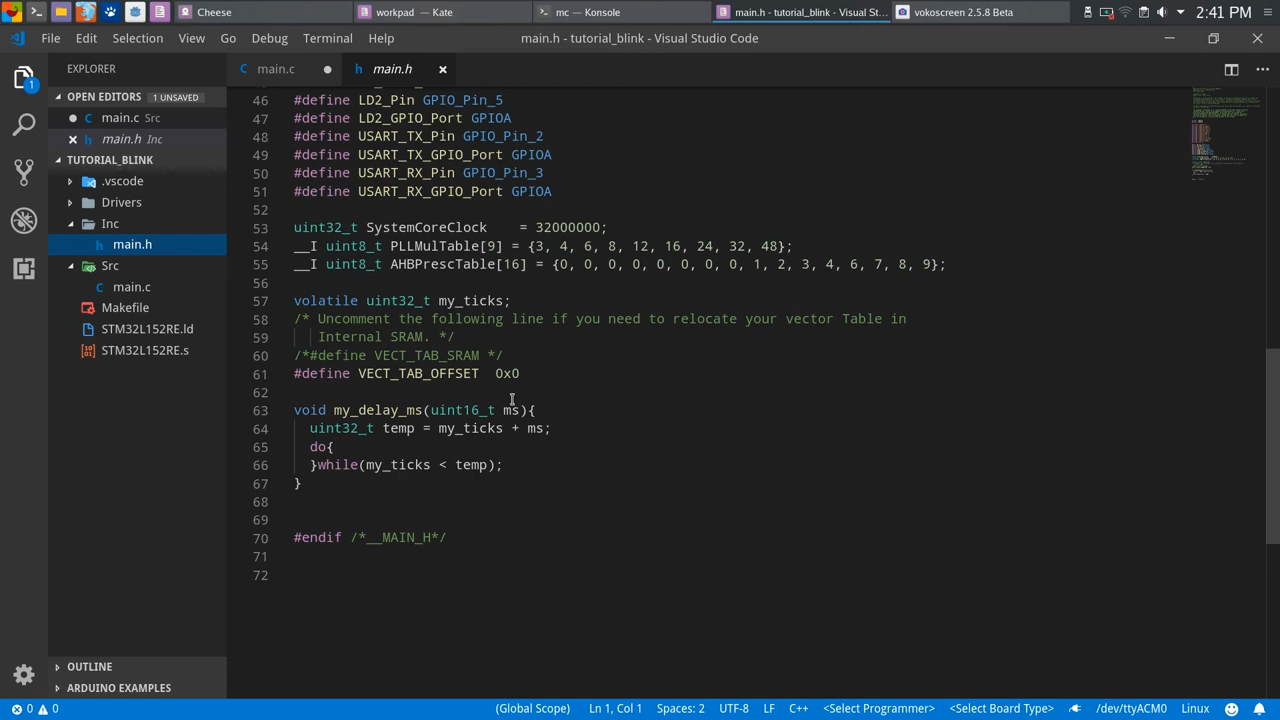 Cheese
workpad — Kate
mc — Konsole
main.h - tutorial_blink - Visual St...
vokoscreen 2.5.8 Beta
2:41 PM
File Edit Selection View Go Debug Terminal Help
main.h - tutorial_blink - Visual Studio Code
EXPLORER
main.c
main.h
OPEN EDITORS 1 UNSAVED
main.c Src
main.h Inc
TUTORIAL_BLINK
.vscode
Drivers
Inc
main.h
Src
main.c
Makefile
STM32L152RE.ld
STM32L152RE.s
OUTLINE
ARDUINO EXAMPLES
46 #define LD2_Pin GPIO_Pin_5
47 #define LD2_GPIO_Port GPIOA
48 #define USART_TX_Pin GPIO_Pin_2
49 #define USART_TX_GPIO_Port GPIOA
50 #define USART_RX_Pin GPIO_Pin_3
51 #define USART_RX_GPIO_Port GPIOA
52
53 uint32_t SystemCoreClock    = 32000000;
54 __I uint8_t PLLMulTable[9] = {3, 4, 6, 8, 12, 16, 24, 32, 48};
55 __I uint8_t AHBPrescTable[16] = {0, 0, 0, 0, 0, 0, 0, 0, 1, 2, 3, 4, 6, 7, 8, 9};
56
57 volatile uint32_t my_ticks;
58 /* Uncomment the following line if you need to relocate your vector Table in
59    Internal SRAM. */
60 /*#define VECT_TAB_SRAM */
61 #define VECT_TAB_OFFSET  0x0
62
63 void my_delay_ms(uint16_t ms){
64   uint32_t temp = my_ticks + ms;
65   do{
66   }while(my_ticks < temp);
67 }
68
69
70 #endif /*__MAIN_H*/
71
72
0 0
(Global Scope) Ln 1, Col 1 Spaces: 2 UTF-8 LF C++ <Select Programmer> <Select Board Type> /dev/ttyACM0 Linux